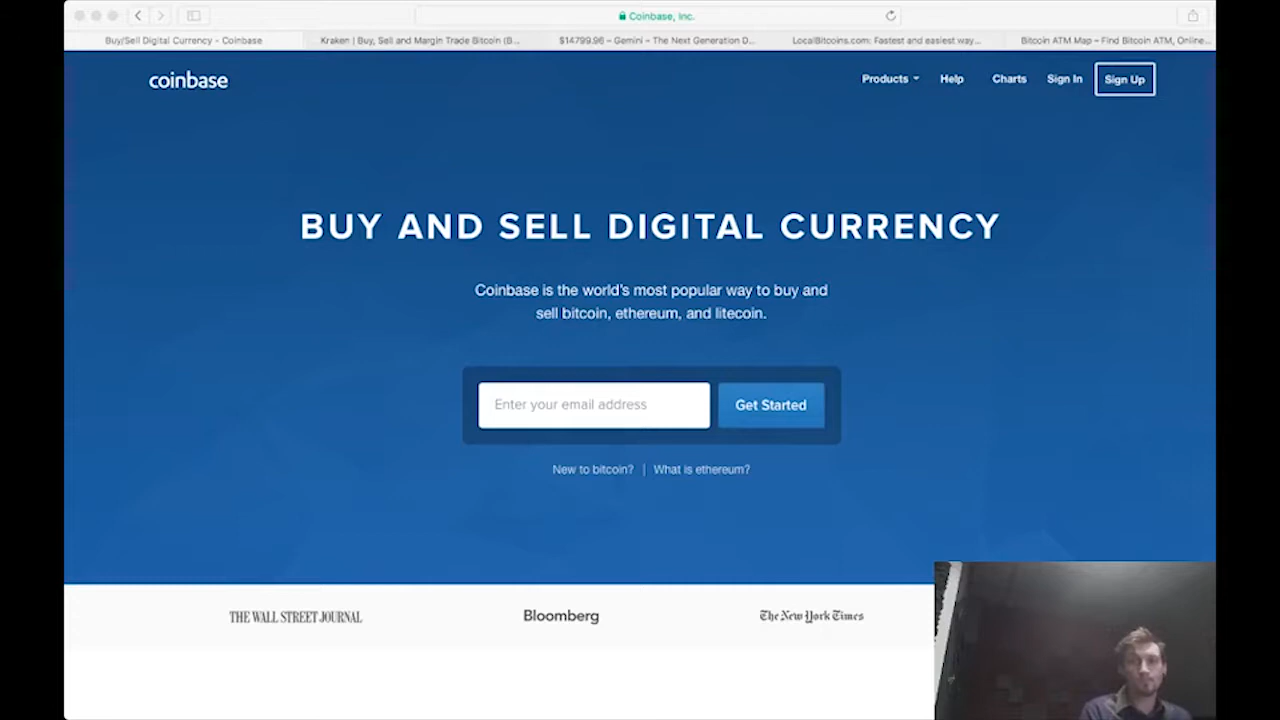 Coinbase, Inc.
Buy/Sell Digital Currency - Coinbase
Kraken | Buy, Sell and Margin Trade Bitcoin (B...
$14799.96 – Gemini – The Next Generation D...
LocalBitcoins.com: Fastest and easiest way...
Bitcoin ATM Map – Find Bitcoin ATM, Online...
coinbase
Products
Help
Charts
Sign In
Sign Up
BUY AND SELL DIGITAL CURRENCY
Coinbase is the world's most popular way to buy and
sell bitcoin, ethereum, and litecoin.
Enter your email address
Get Started
New to bitcoin? | What is ethereum?
THE WALL STREET JOURNAL
Bloomberg
The New York Times